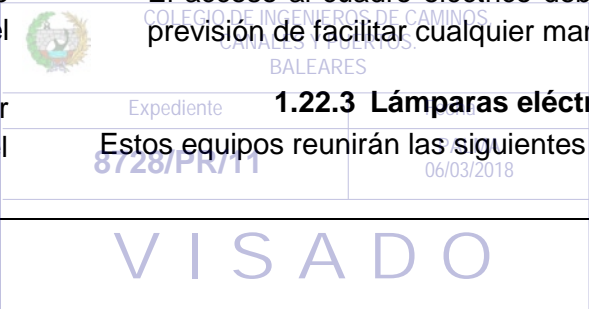 El acceso al cuadro eléctrico deb
COLEGIO DE INGENIEROS DE CAMINOS,
previsión de facilitar cualquier mar
CANALES Y PUERTOS.
BALEARES
Expediente
1.22.3 Lámparas eléctr
Estos equipos reunirán las siguientes
8728/PR/11
06/03/2018
VISADO